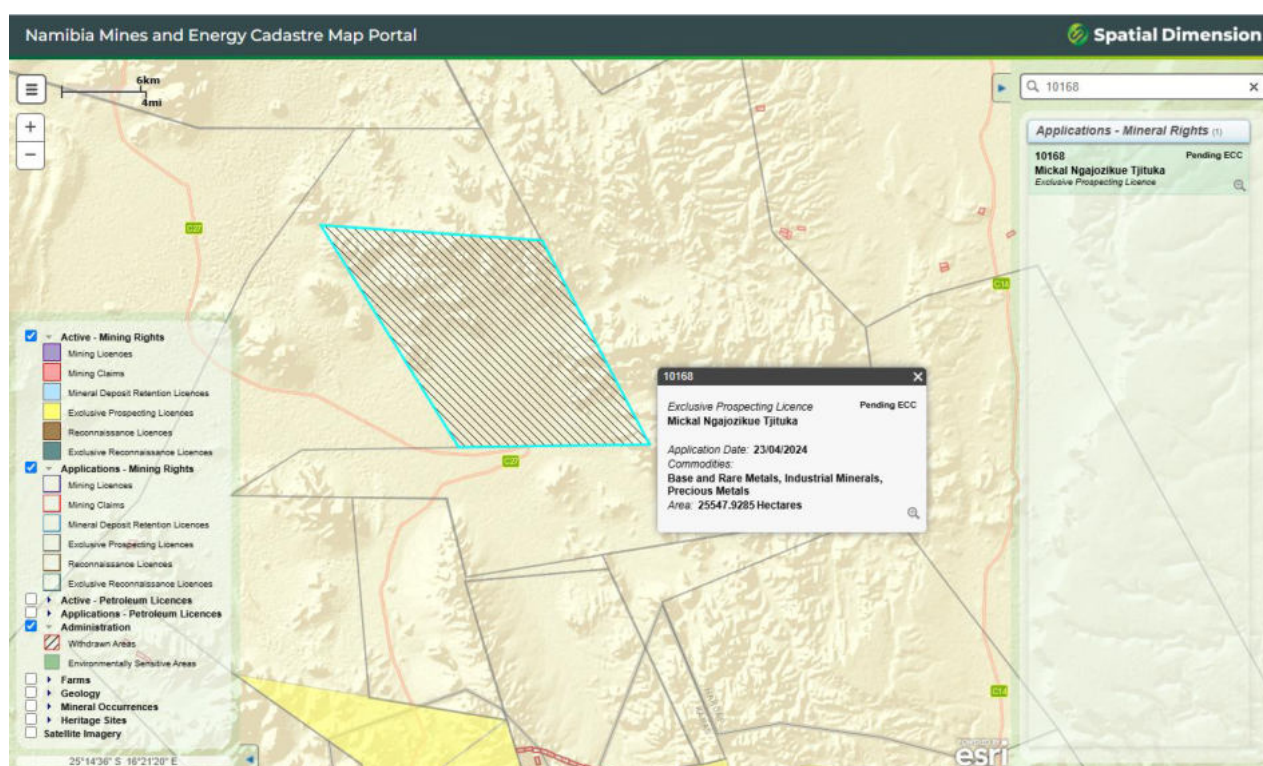 Namibia Mines and Energy Cadastre Map Portal
Spatial Dimension
6km
4mi
+
−
10168
Applications - Mineral Rights (1)
10168 Pending ECC
Mickal Ngajozikue Tjituka
Exclusive Prospecting Licence
C27
C14
10168
Exclusive Prospecting Licence Pending ECC
Mickal Ngajozikue Tjituka
Application Date: 23/04/2024
Commodities:
Base and Rare Metals, Industrial Minerals,
Precious Metals
Area: 25547.9285 Hectares
C27
C14
Active - Mining Rights
Mining Licences
Mining Claims
Mineral Deposit Retention Licences
Exclusive Prospecting Licences
Reconnaissance Licences
Exclusive Reconnaissance Licences
Applications - Mining Rights
Mining Licences
Mining Claims
Mineral Deposit Retention Licences
Exclusive Prospecting Licences
Reconnaissance Licences
Exclusive Reconnaissance Licences
Active - Petroleum Licences
Applications - Petroleum Licences
Administration
Withdrawn Areas
Environmentally Sensitive Areas
Farms
Geology
Mineral Occurrences
Heritage Sites
Satellite Imagery
25°14'36" S 16°21'20" E
esri